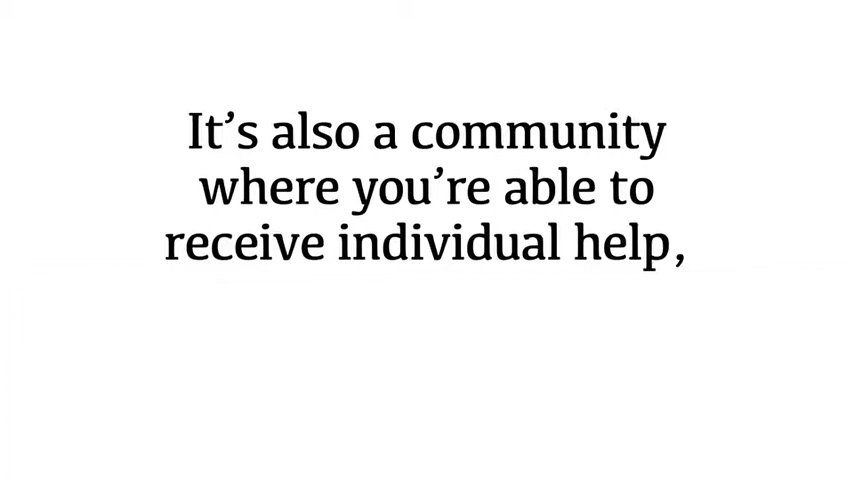 It’s also a community
where you’re able to
receive individual help,